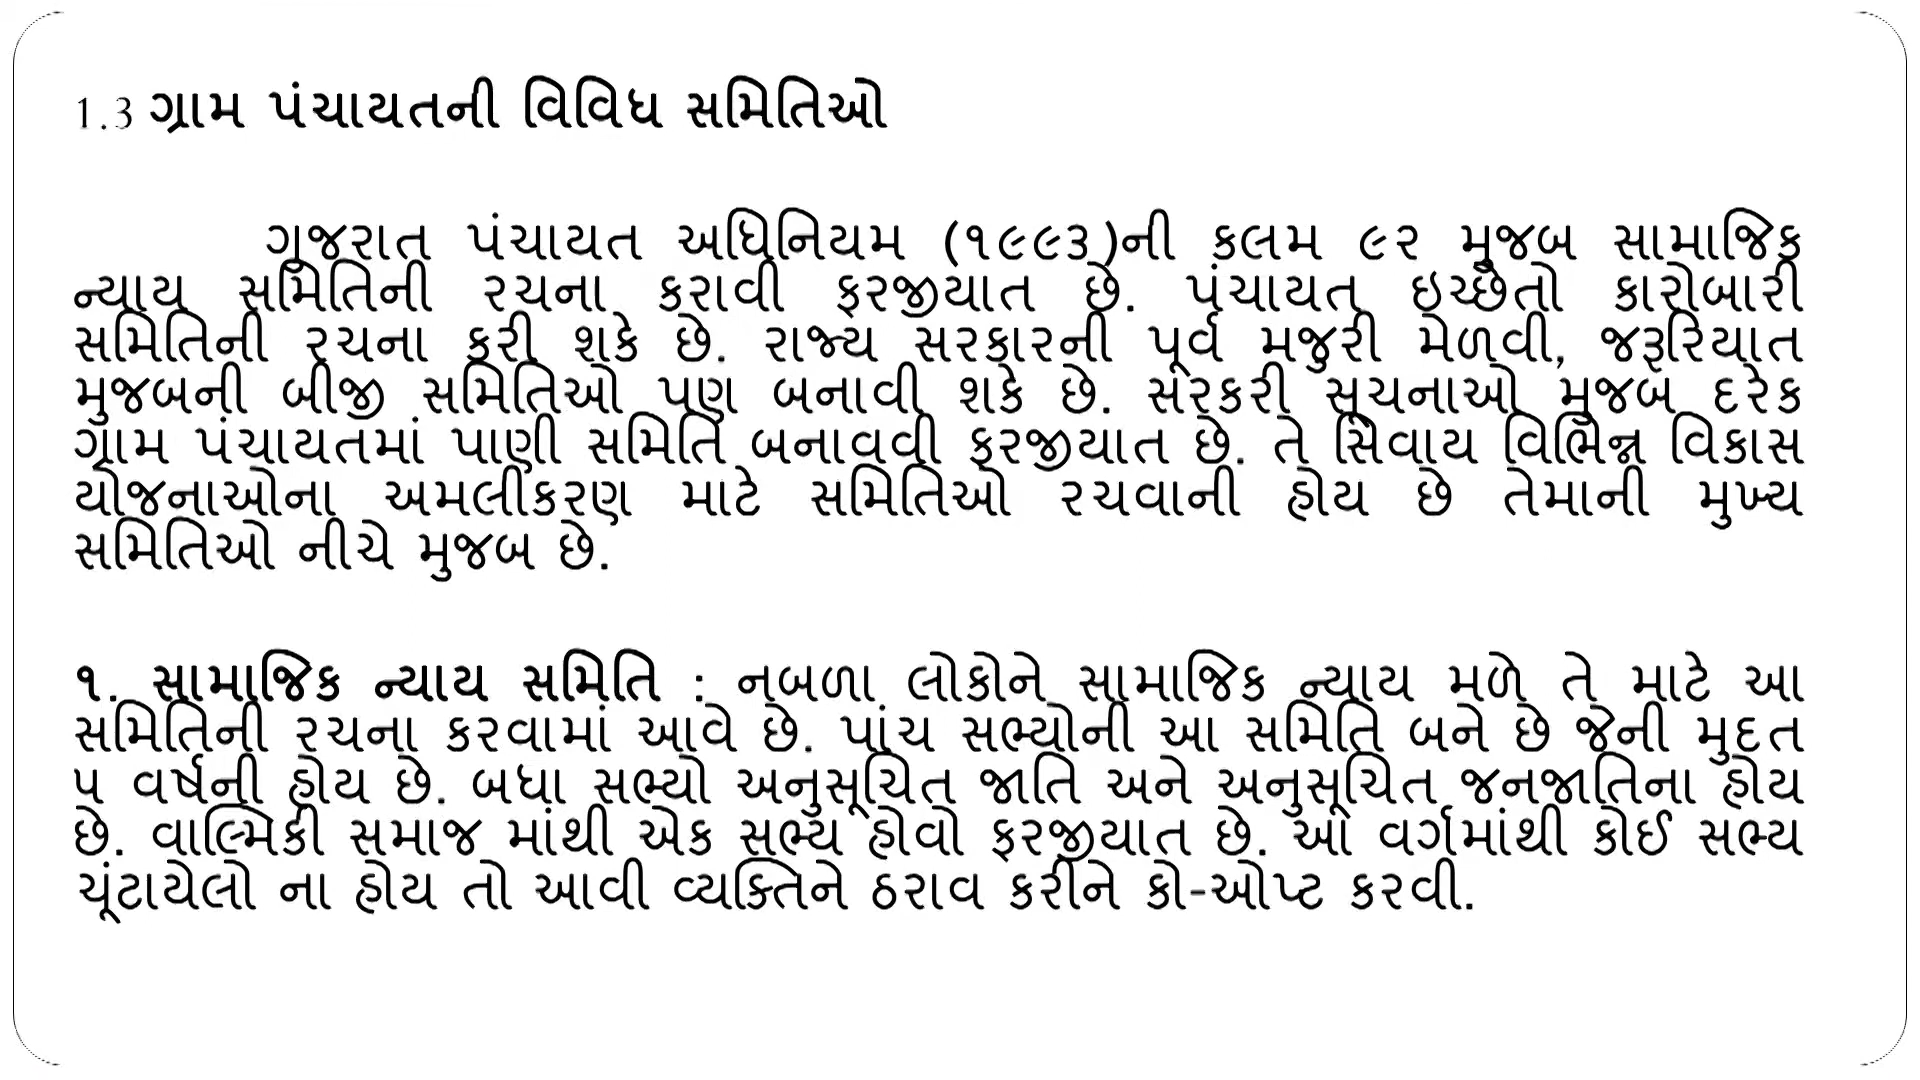 1.3 ગ્રામ પંચાયતની વિવિધ સમિતિઓ
ગુજરાત પંચાયત અધિનિયમ (૧૯૯૩)ની કલમ ૯૨ મુજબ સામાજિક
ન્યાય સમિતિની રચના કરાવી ફરજીયાત છે. પંચાયત ઇચ્છેતો કારોબારી
સમિતિની રચના કરી શકે છે. રાજ્ય સરકારની પૂર્વ મજુરી મેળવી, જરૂરિયાત
મુજબની બીજી સમિતિઓ પણ બનાવી શકે છે. સરકરી સૂચનાઓ મુજબ દરેક
ગ્રામ પંચાયતમાં પાણી સમિતિ બનાવવી ફરજીયાત છે. તે સિવાય વિભિન્ન વિકાસ
યોજનાઓના અમલીકરણ માટે સમિતિઓ રચવાની હોય છે તેમાની મુખ્ય
સમિતિઓ નીચે મુજબ છે.
૧. સામાજિક ન્યાય સમિતિ : નબળા લોકોને સામાજિક ન્યાય મળે તે માટે આ
સમિતિની રચના કરવામાં આવે છે. પાંચ સભ્યોની આ સમિતિ બને છે જેની મુદત
૫ વર્ષની હોય છે. બધા સભ્યો અનુસૂચિત જાતિ અને અનુસૂચિત જનજાતિના હોય
છે. વાલ્મિકી સમાજ માંથી એક સભ્ય હોવો ફરજીયાત છે. આ વર્ગમાંથી કોઈ સભ્ય
ચૂંટાયેલો ના હોય તો આવી વ્યક્તિને ઠરાવ કરીને કો-ઓપ્ટ કરવી.